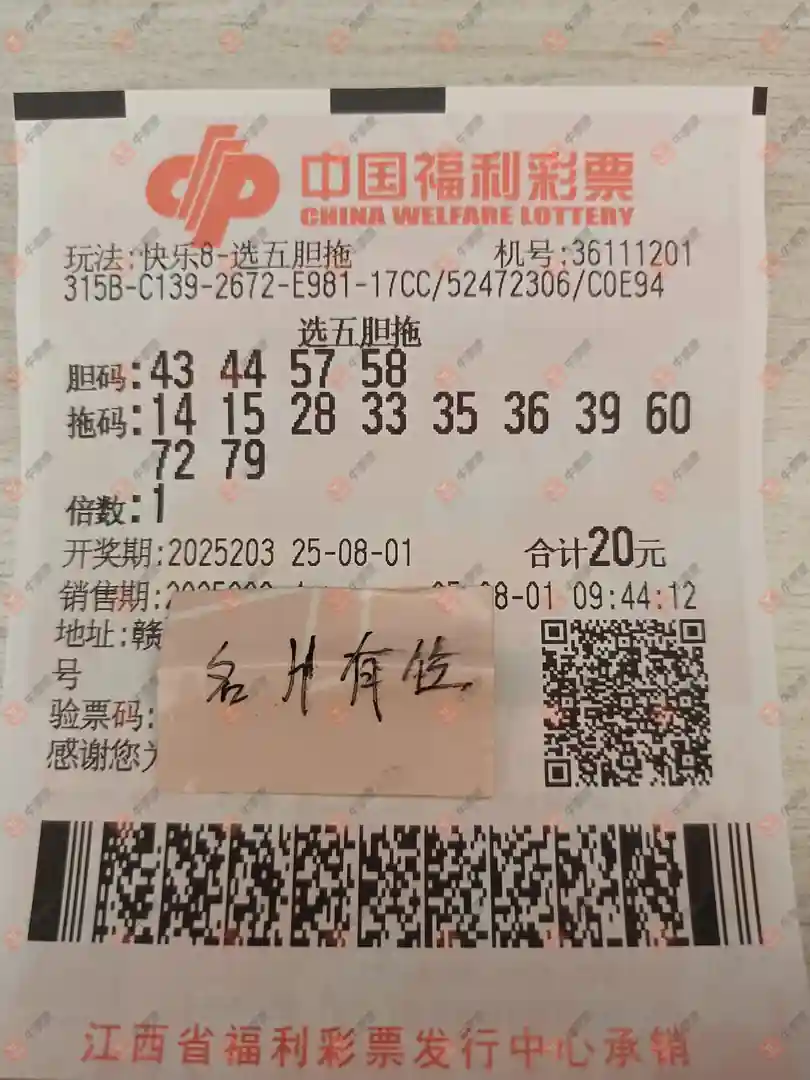 中国福利彩票
CHINA WELFARE LOTTERY
玩法:快乐8-选五胆拖 机号:36111201
315B-C139-2672-E981-17CC/52472306/C0E94
选五胆拖
胆码:43 44 57 58
拖码:14 15 28 33 35 36 39 60
72 79
倍数:1
开奖期:2025203 25-08-01 合计20元
销售期: 8-01 09:44:12
地址:赣
号
名片有位
验票码:
感谢您为
江西省福利彩票发行中心承销